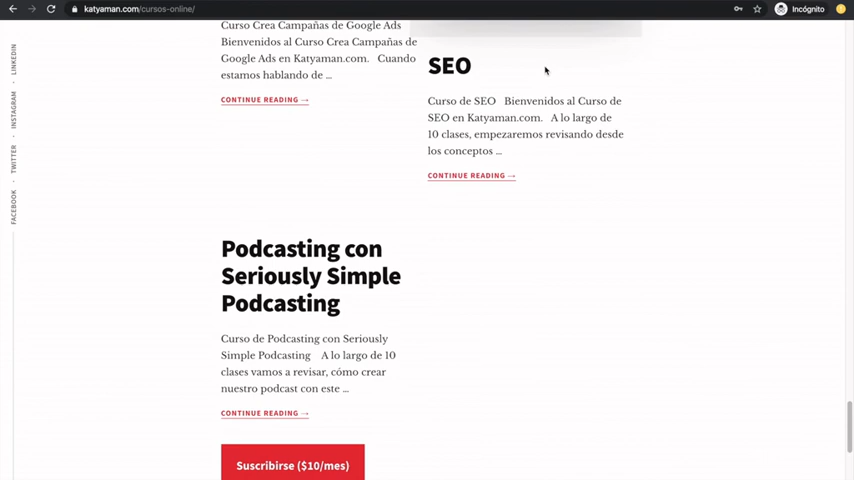 katyaman.com/cursos-online/
Incógnito
LINKEDIN
INSTAGRAM
TWITTER
FACEBOOK
Curso Crea Campañas de Google Ads
Bienvenidos al Curso Crea Campañas de
Google Ads en Katyaman.com. Cuando
estamos hablando de ...
CONTINUE READING →
SEO
Curso de SEO Bienvenidos al Curso de
SEO en Katyaman.com. A lo largo de
10 clases, empezaremos revisando desde
los conceptos ...
CONTINUE READING →
Podcasting con
Seriously Simple
Podcasting
Curso de Podcasting con Seriously
Simple Podcasting A lo largo de 10
clases vamos a revisar, cómo crear
nuestro podcast con este ...
CONTINUE READING →
Suscribirse ($10/mes)